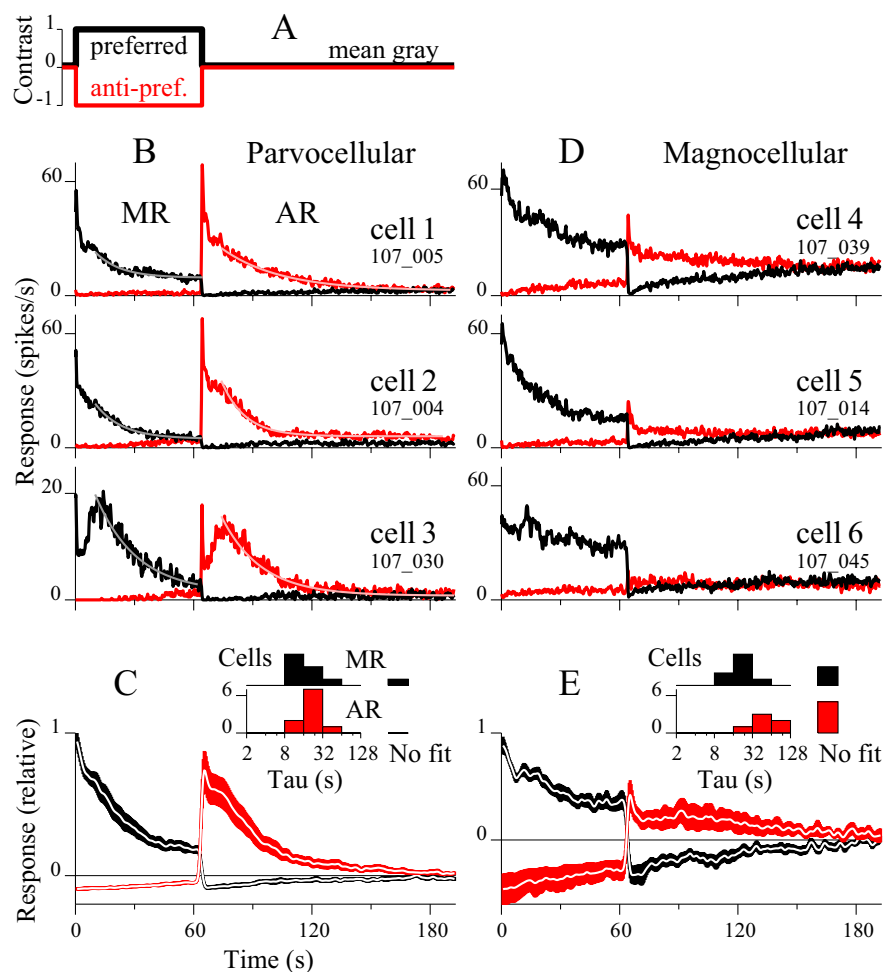 A
Contrast
1
0
-1
preferred
anti-pref.
mean gray
B Parvocellular
MR AR
60
0
cell 1
107_005
60
0
cell 2
107_004
20
0
cell 3
107_030
Response (spikes/s)
D Magnocellular
60
0
cell 4
107_039
60
0
cell 5
107_014
60
0
cell 6
107_045
C
Cells MR
6
0
AR
2 8 32 128
No fit
Tau (s)
1
0
Response (relative)
0 60 120 180
Time (s)
E
Cells
6
0
2 8 32 128
No fit
Tau (s)
1
0
0 60 120 180